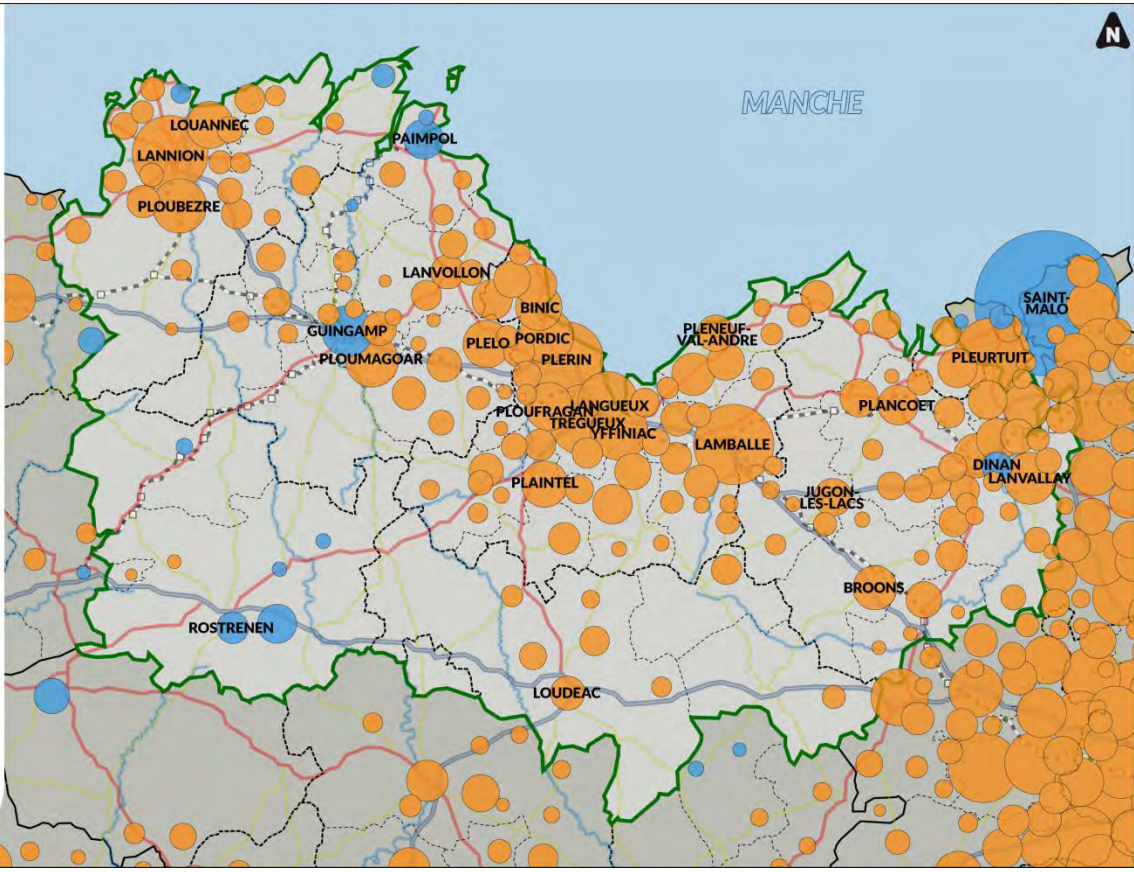 N
MANCHE
PAIMPOL
LOUANNEC
LANNION
PLOUBEZRE
LANVOLLON
BINIC
SAINT-
MALO
GUINGAMP
PLOUMAGOAR
PLELO
PORDIC
PLERIN
PLENEUF-
VAL-ANDRE
PLEURTUIT
LANGUEUX
PLOUFRAGAN
TREGUEUX
YFFINIAC
LAMBALLE
PLANCOET
PLAINTEL
DINAN
LANVALLAY
JUGON-
LES-LACS
BROONS
ROSTRENEN
LOUDEAC